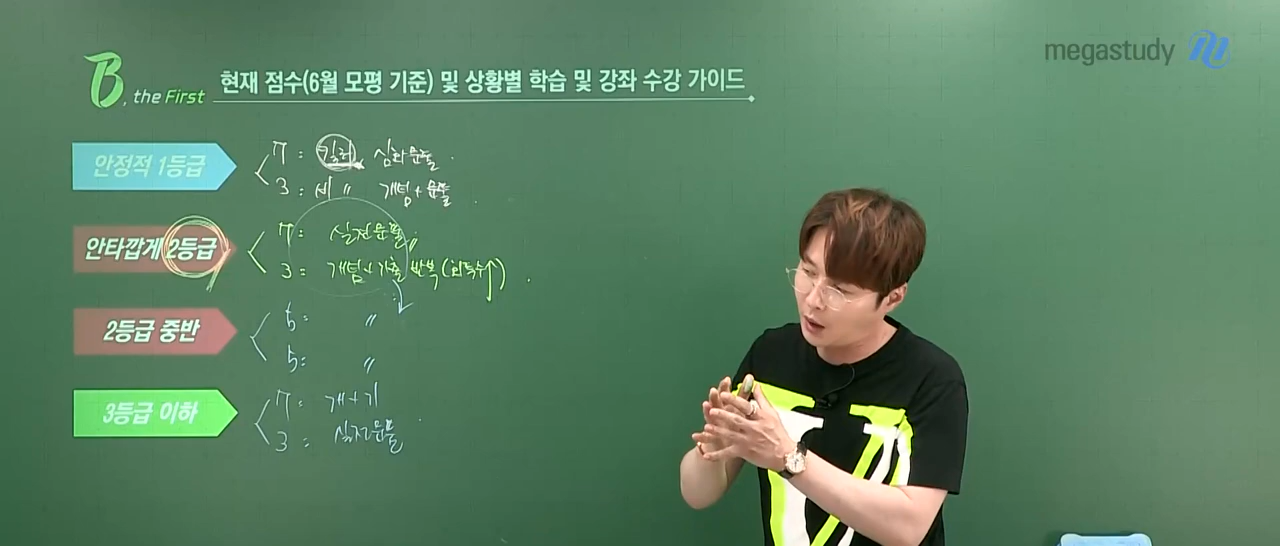 megastudy
B, the First 현재 점수(6월 모평 기준) 및 상황별 학습 및 강좌 수강 가이드
안정적 1등급
7 : 킬러 심화문풀.
3 : 비 〃 개념+문풀.
안타깝게 2등급
7 : 실전문풀〃
3 : 개념+기출 반복(회독수↑).
2등급 중반
5 : 〃
5 : 〃
3등급 이하
7 : 개+기
3 : 실전문풀.